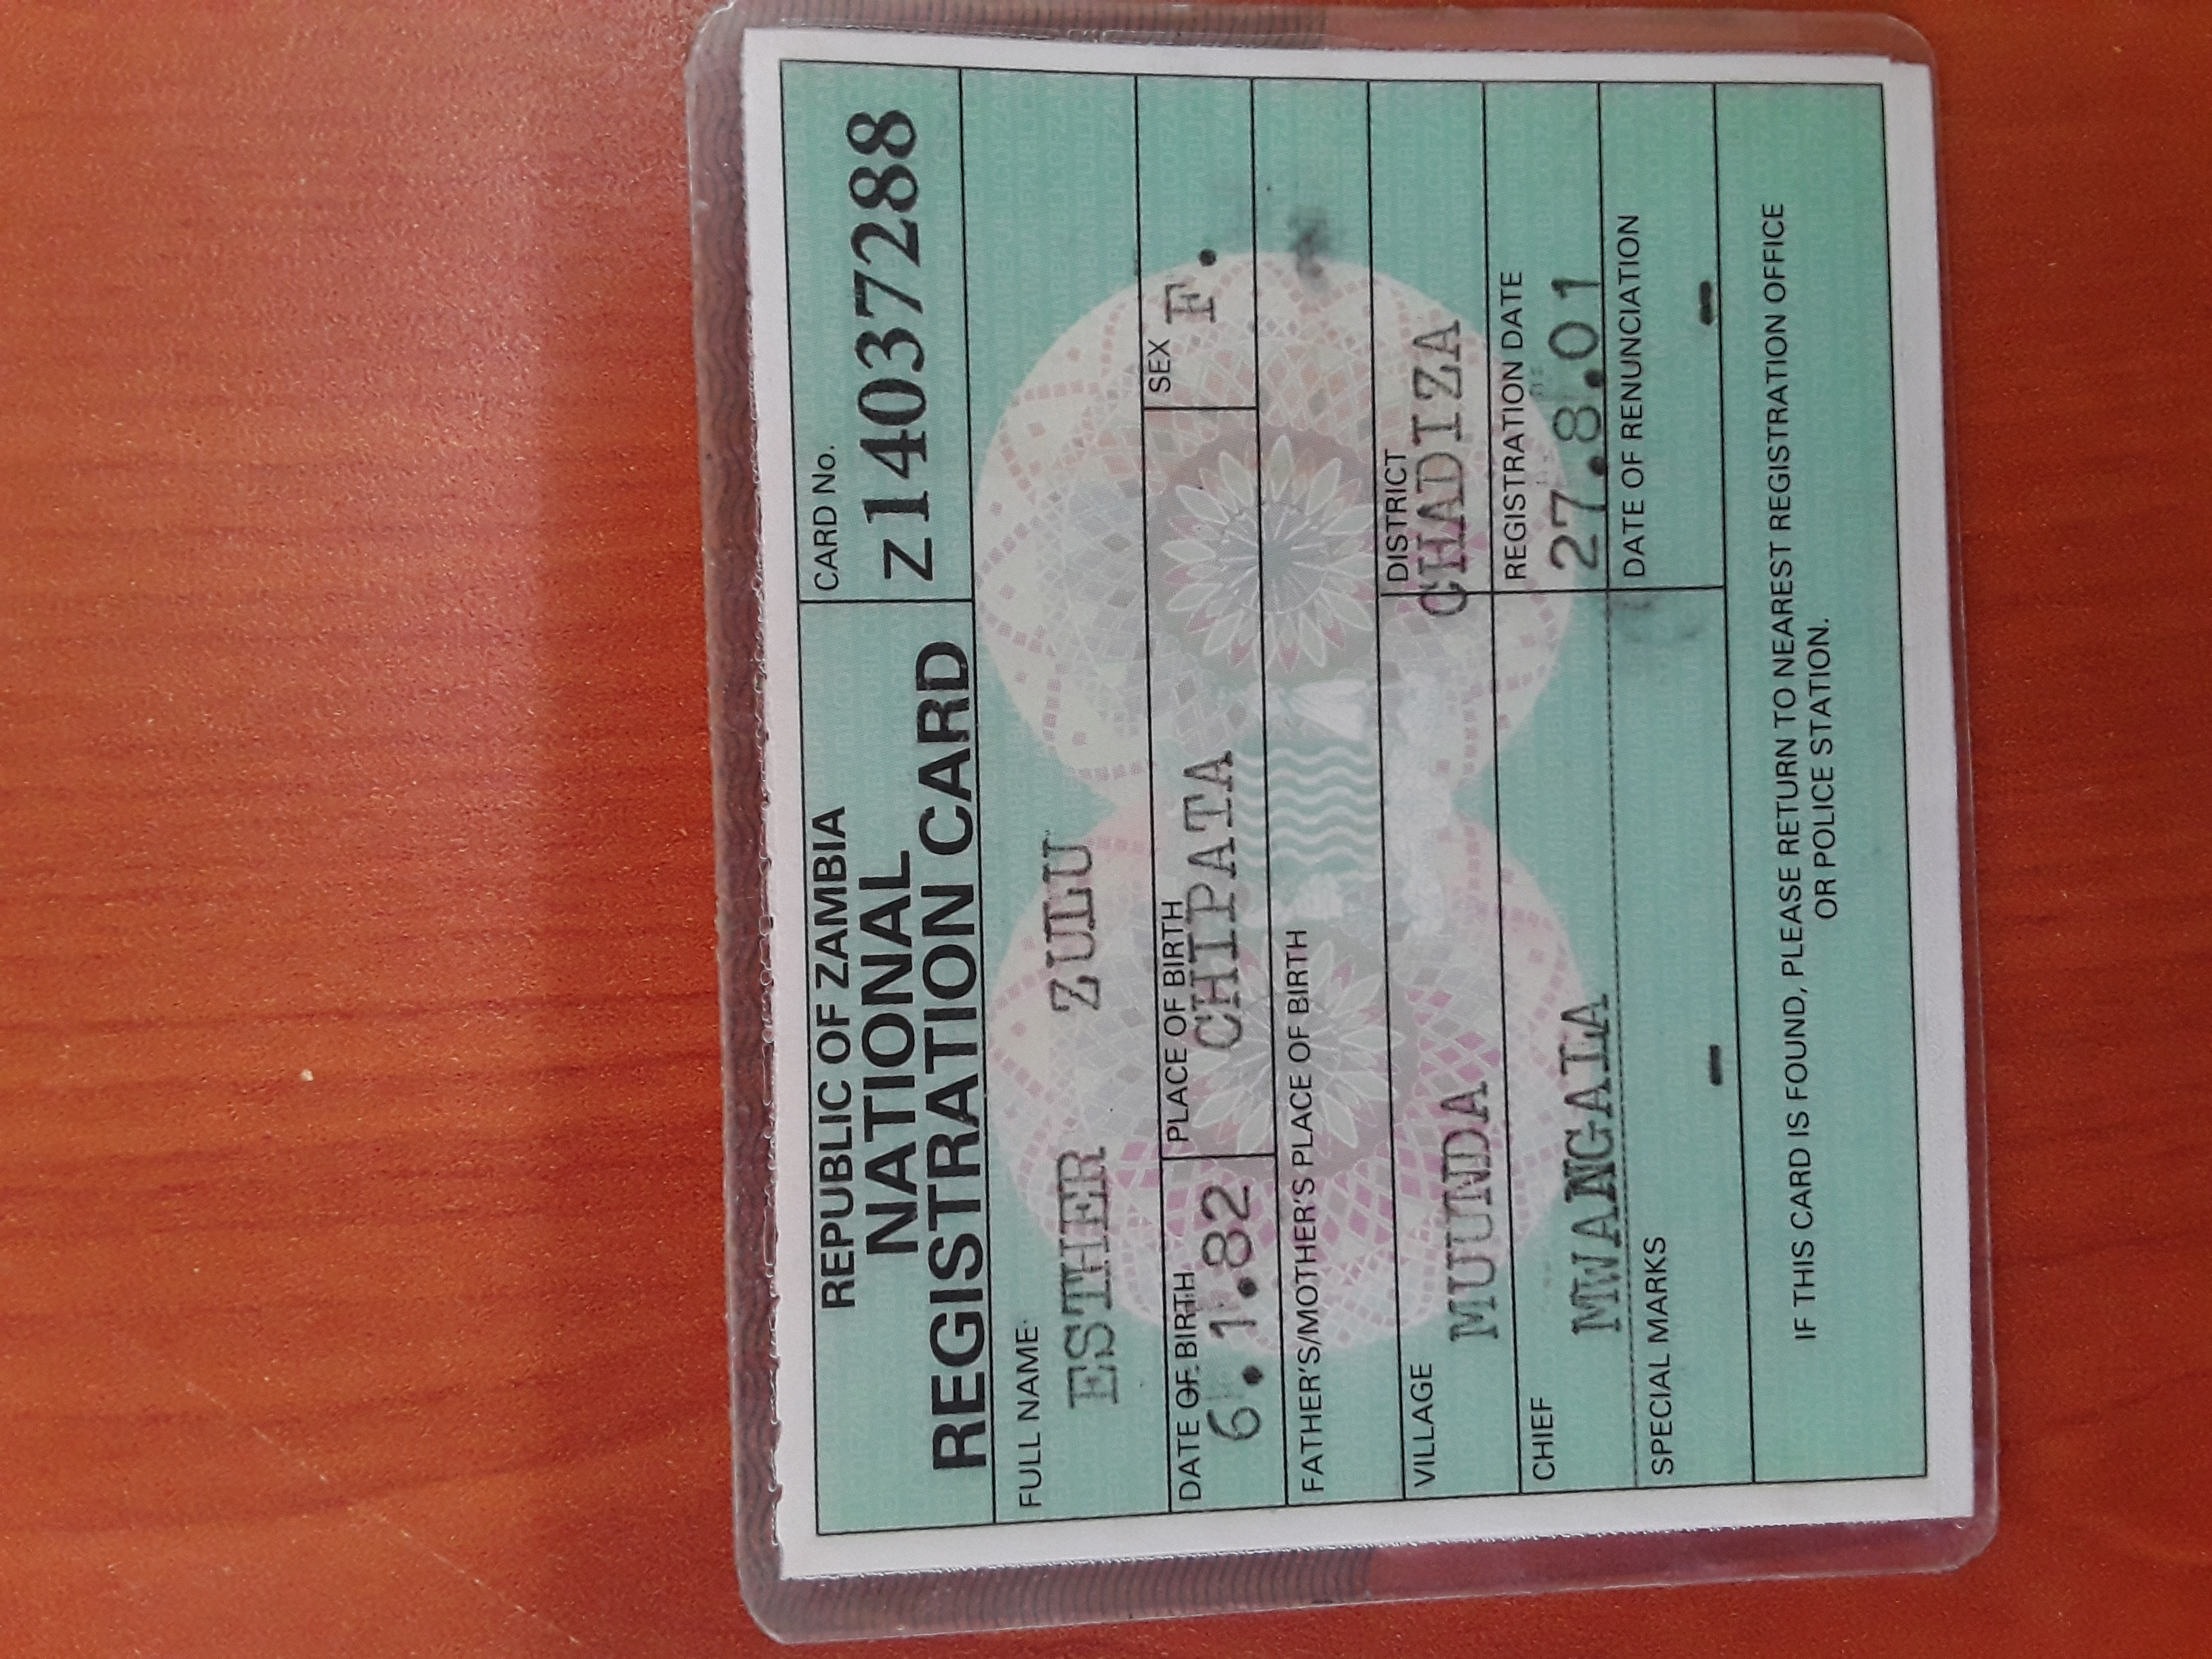 REPUBLIC OF ZAMBIA
NATIONAL
REGISTRATION CARD
CARD No.
Z14037288
FULL NAME
ESTHER ZULU
DATE OF BIRTH
6.1.82
PLACE OF BIRTH
CHIPATA
SEX
F.
FATHER'S/MOTHER'S PLACE OF BIRTH
VILLAGE
MUUNDA
DISTRICT
CHADIZA
CHIEF
MWANGALA
REGISTRATION DATE
27.8.01
SPECIAL MARKS
-
DATE OF RENUNCIATION
-
IF THIS CARD IS FOUND, PLEASE RETURN TO NEAREST REGISTRATION OFFICE
OR POLICE STATION.